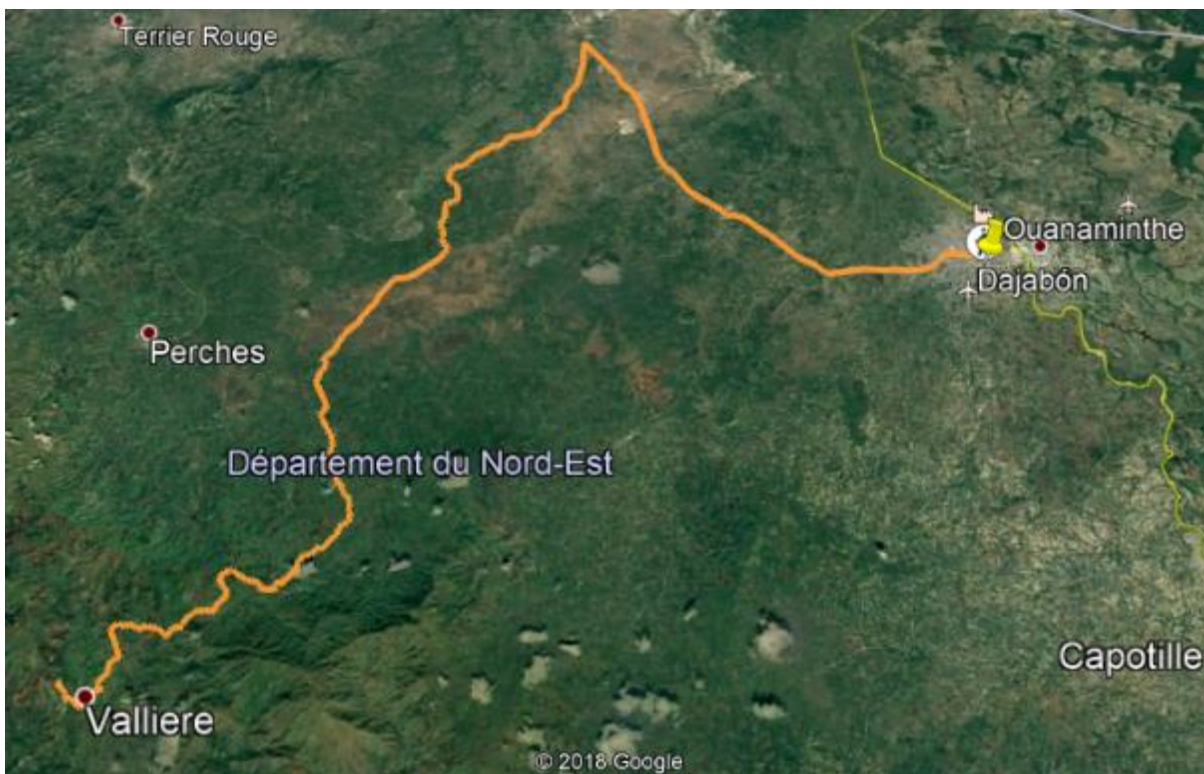 Terrier Rouge
Ouanaminthe
Dajabón
Perches
Département du Nord-Est
Capotille
Valliere
© 2018 Google